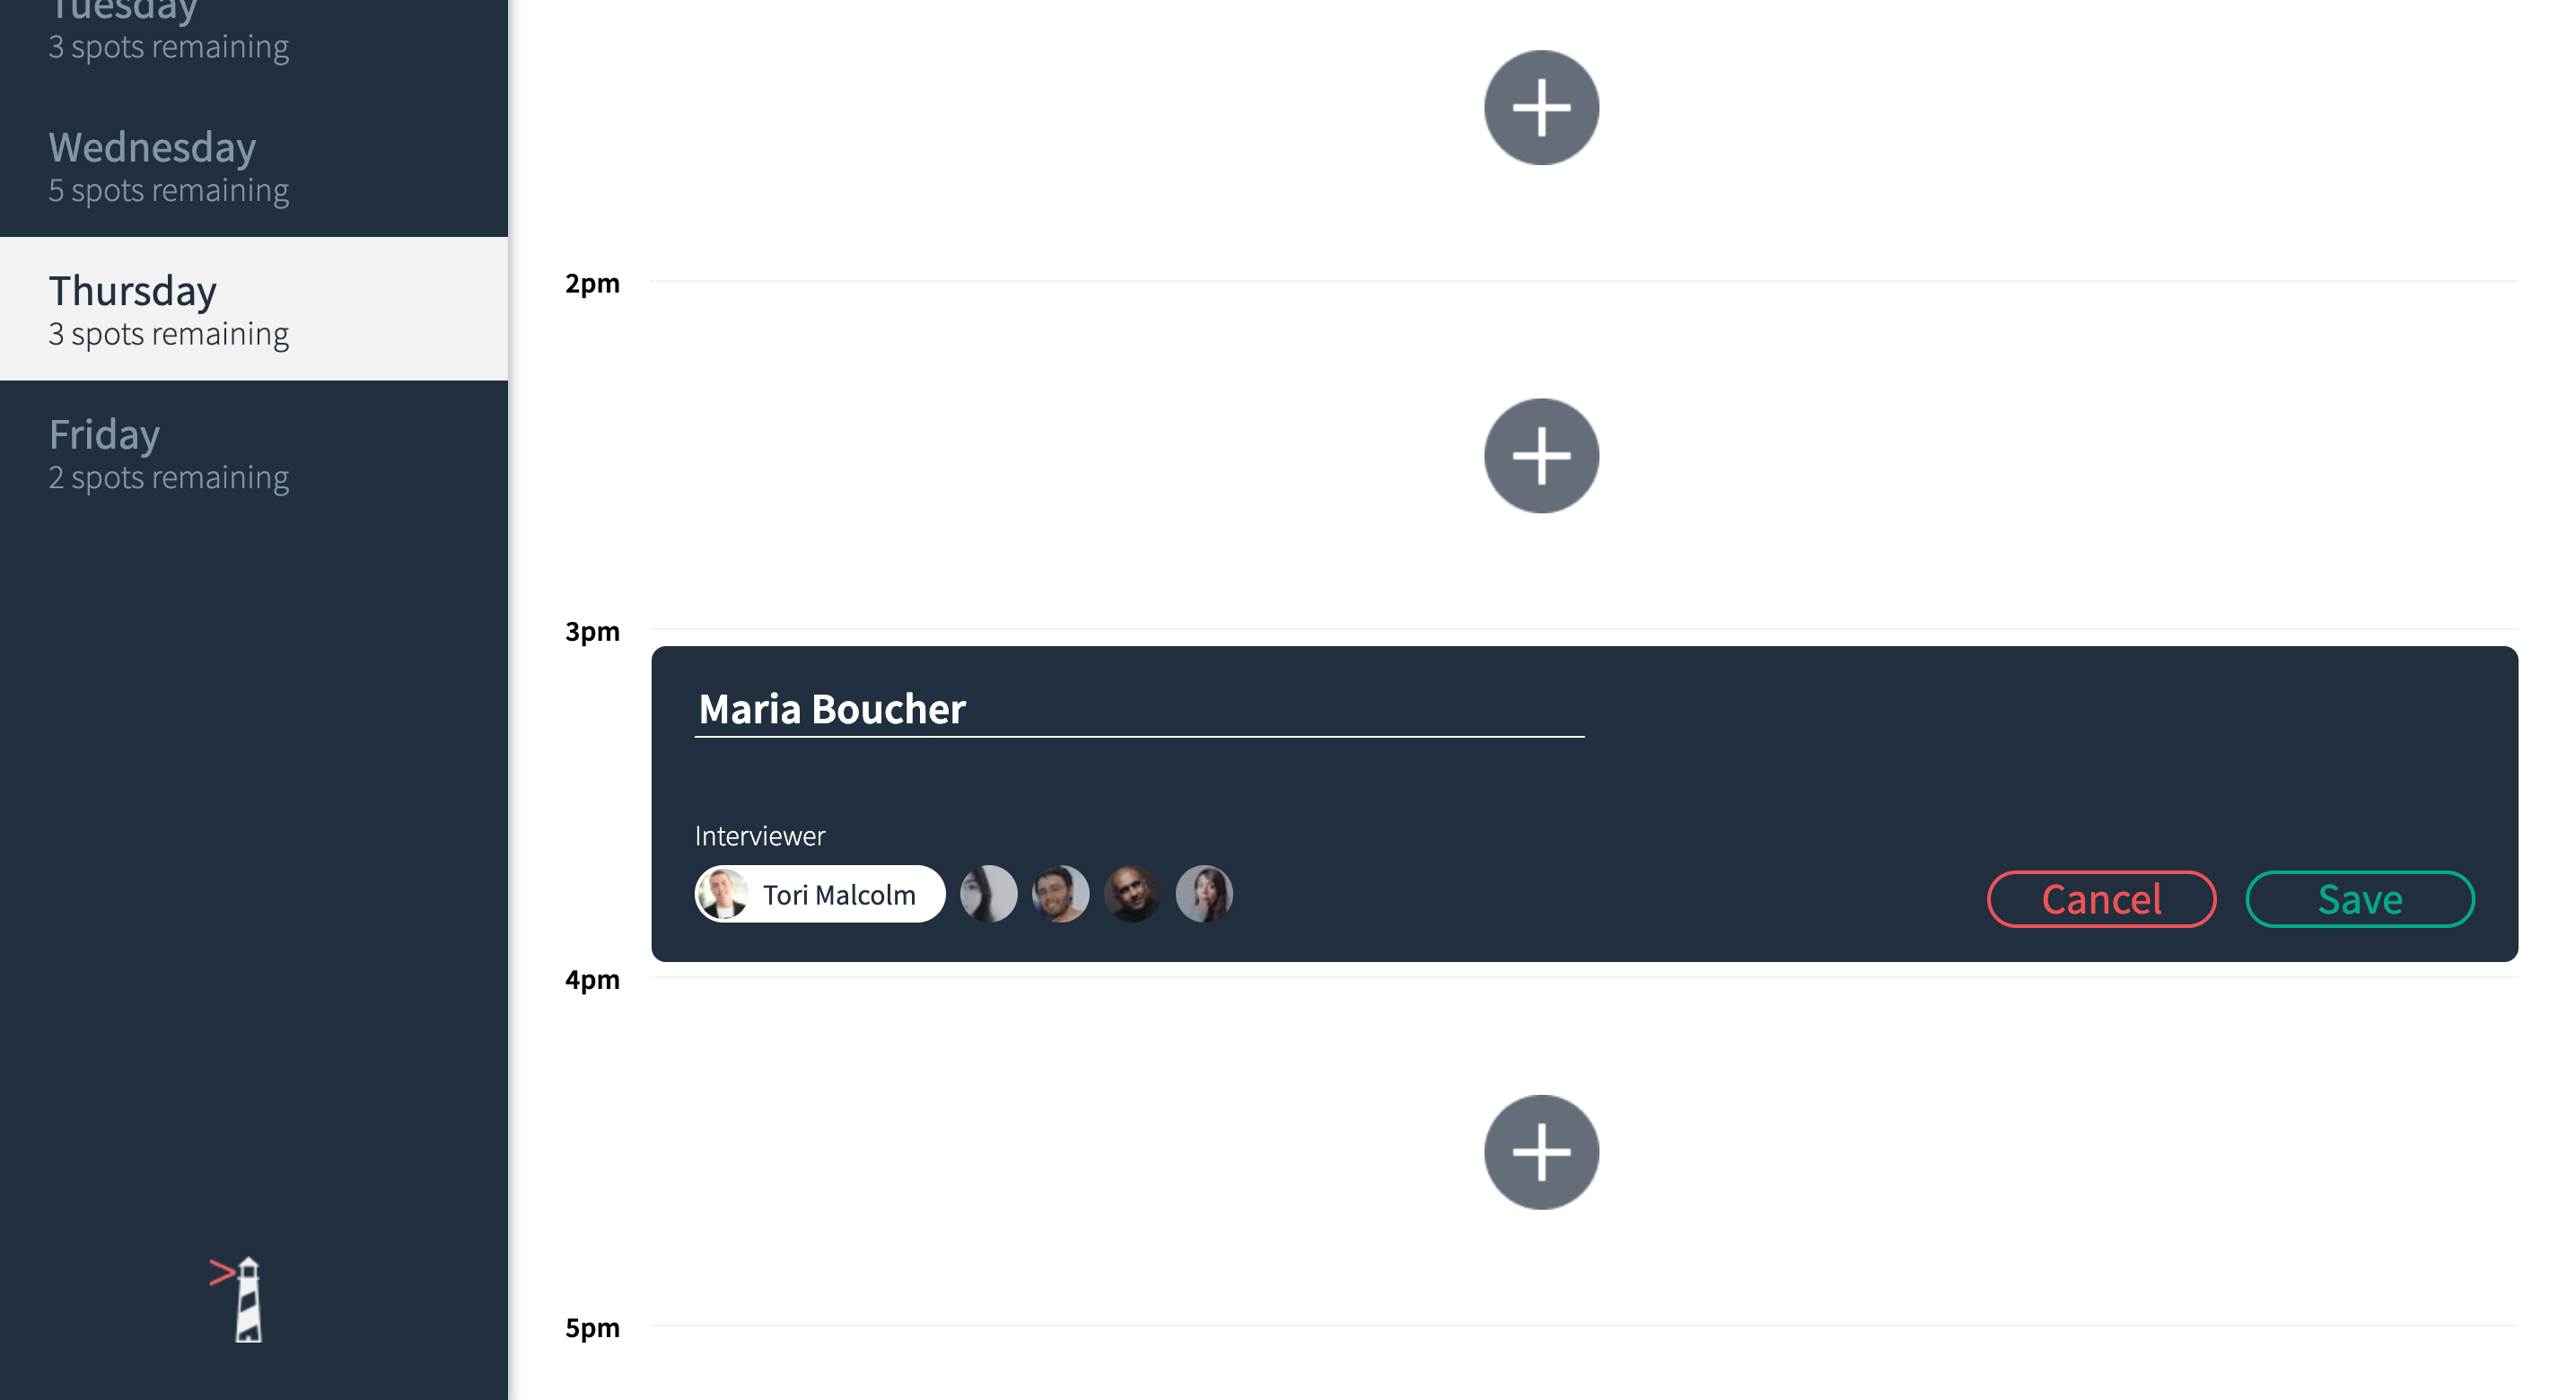 Tuesday
3 spots remaining
Wednesday
5 spots remaining
Thursday
3 spots remaining
Friday
2 spots remaining
2pm
3pm
Maria Boucher
Interviewer
Tori Malcolm
Cancel
Save
4pm
5pm